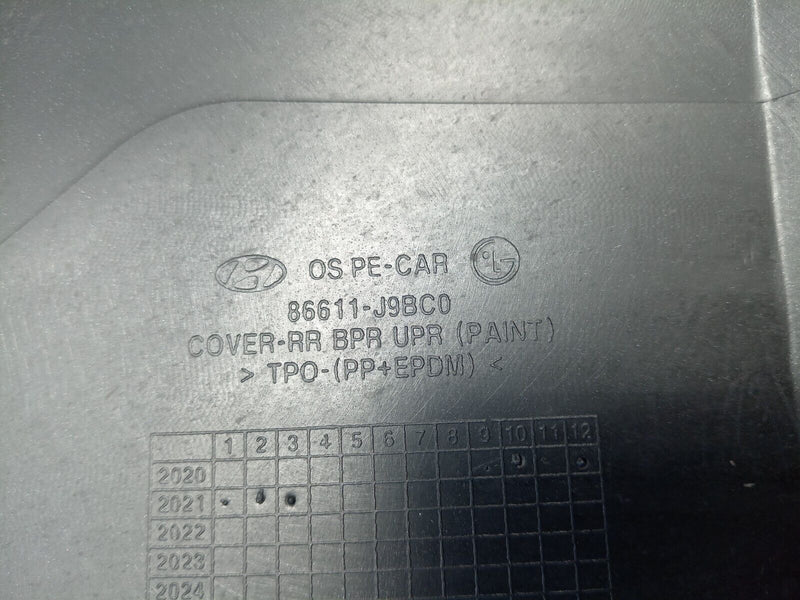 OS PE-CAR LG
86611-J9BC0
COVER-RR BPR UPR (PAINT)
> TPO-(PP+EPDM) <
1 2 3 4 5 6 7 8 9 10 11 12
2020
2021
2022
2023
2024